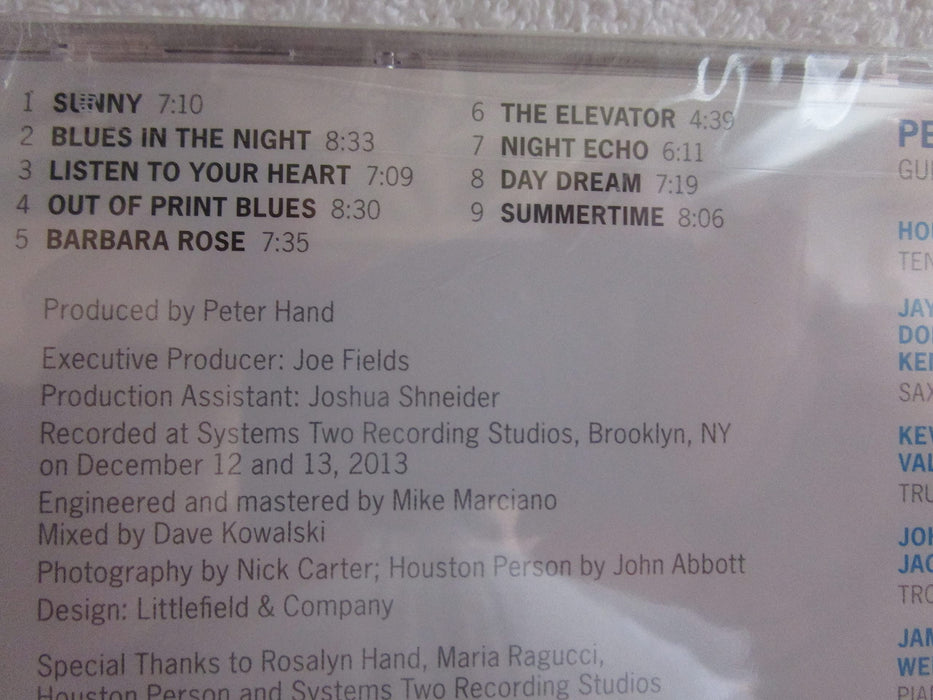 1 SUNNY 7:10
2 BLUES IN THE NIGHT 8:33
3 LISTEN TO YOUR HEART 7:09
4 OUT OF PRINT BLUES 8:30
5 BARBARA ROSE 7:35
6 THE ELEVATOR 4:39
7 NIGHT ECHO 6:11
8 DAY DREAM 7:19
9 SUMMERTIME 8:06
Produced by Peter Hand
Executive Producer: Joe Fields
Production Assistant: Joshua Shneider
Recorded at Systems Two Recording Studios, Brooklyn, NY
on December 12 and 13, 2013
Engineered and mastered by Mike Marciano
Mixed by Dave Kowalski
Photography by Nick Carter; Houston Person by John Abbott
Design: Littlefield & Company
Special Thanks to Rosalyn Hand, Maria Ragucci,
Houston Person and Systems Two Recording Studios